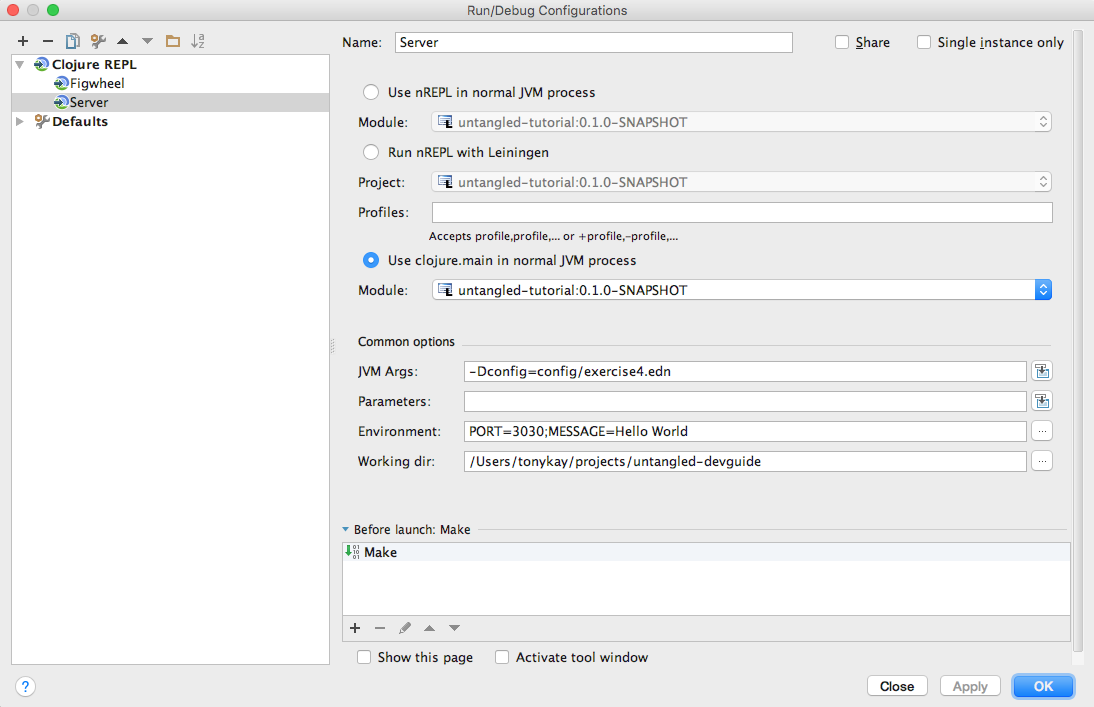 Run/Debug Configurations
Clojure REPL
Figwheel
Server
Defaults
Name: Server Share Single instance only
Use nREPL in normal JVM process
Module: untangled-tutorial:0.1.0-SNAPSHOT
Run nREPL with Leiningen
Project: untangled-tutorial:0.1.0-SNAPSHOT
Profiles:
Accepts profile,profile,... or +profile,-profile,...
Use clojure.main in normal JVM process
Module: untangled-tutorial:0.1.0-SNAPSHOT
Common options
JVM Args: -Dconfig=config/exercise4.edn
Parameters:
Environment: PORT=3030;MESSAGE=Hello World
...
Working dir: /Users/tonykay/projects/untangled-devguide
...
Before launch: Make
Make
Show this page Activate tool window
? Close Apply OK